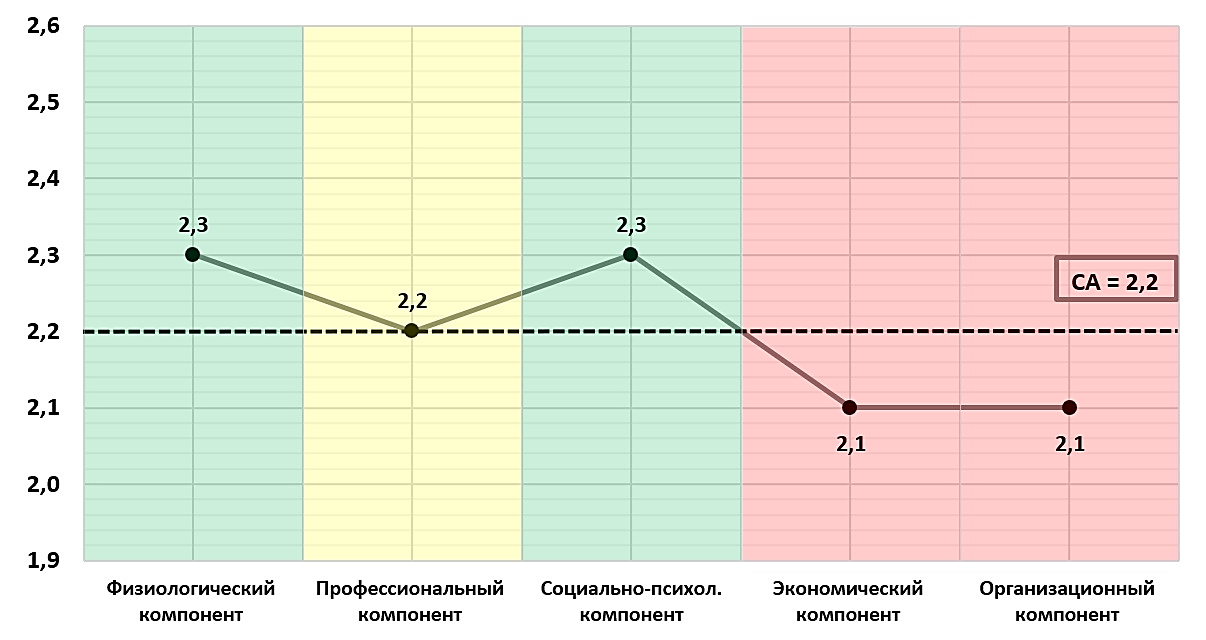 2,6
2,5
2,4
2,3
2,2
2,1
2,0
1,9
2,3
2,2
2,3
2,1
2,1
СА = 2,2
Физиологический
компонент
Профессиональный
компонент
Социально-психол.
компонент
Экономический
компонент
Организационный
компонент